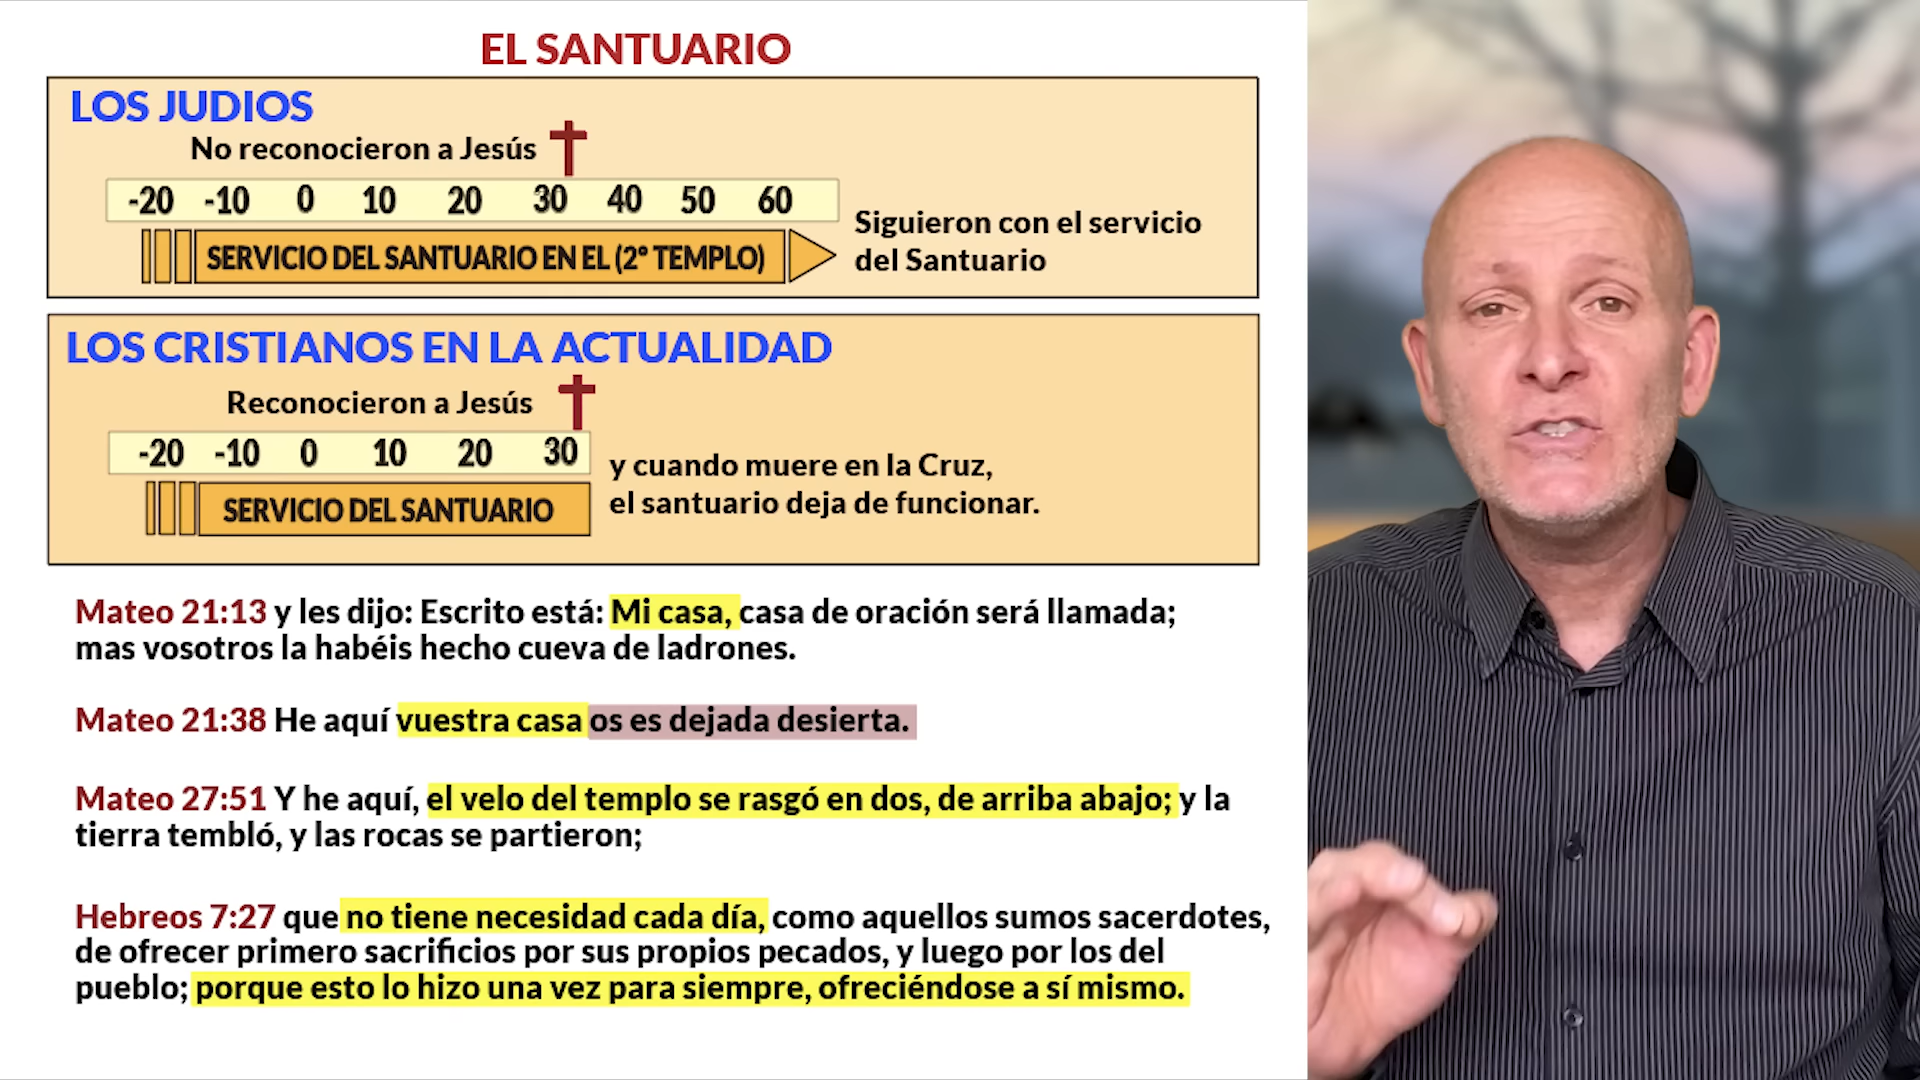 EL SANTUARIO
LOS JUDIOS
No reconocieron a Jesús
-20 -10 0 10 20 30 40 50 60
SERVICIO DEL SANTUARIO EN EL (2º TEMPLO)
Siguieron con el servicio
del Santuario
LOS CRISTIANOS EN LA ACTUALIDAD
Reconocieron a Jesús
-20 -10 0 10 20 30
SERVICIO DEL SANTUARIO
y cuando muere en la Cruz,
el santuario deja de funcionar.
Mateo 21:13 y les dijo: Escrito está: Mi casa, casa de oración será llamada;
mas vosotros la habéis hecho cueva de ladrones.
Mateo 21:38 He aquí vuestra casa os es dejada desierta.
Mateo 27:51 Y he aquí, el velo del templo se rasgó en dos, de arriba abajo; y la
tierra tembló, y las rocas se partieron;
Hebreos 7:27 que no tiene necesidad cada día, como aquellos sumos sacerdotes,
de ofrecer primero sacrificios por sus propios pecados, y luego por los del
pueblo; porque esto lo hizo una vez para siempre, ofreciéndose a sí mismo.